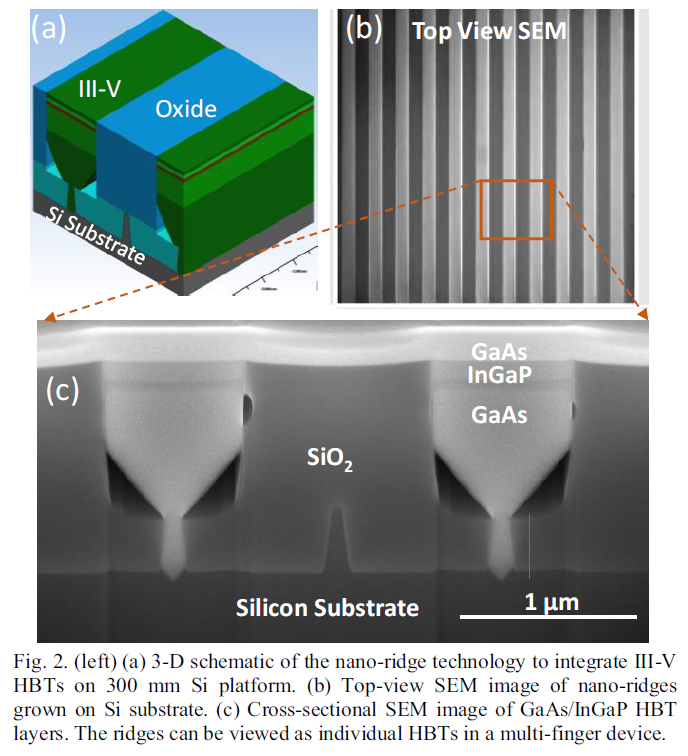 (a)
III-V
Oxide
Si Substrate
(b)
Top View SEM
(c)
GaAs
InGaP
GaAs
SiO₂
Silicon Substrate
1 µm
Fig. 2. (left) (a) 3-D schematic of the nano-ridge technology to integrate III-V
HBTs on 300 mm Si platform. (b) Top-view SEM image of nano-ridges
grown on Si substrate. (c) Cross-sectional SEM image of GaAs/InGaP HBT
layers. The ridges can be viewed as individual HBTs in a multi-finger device.